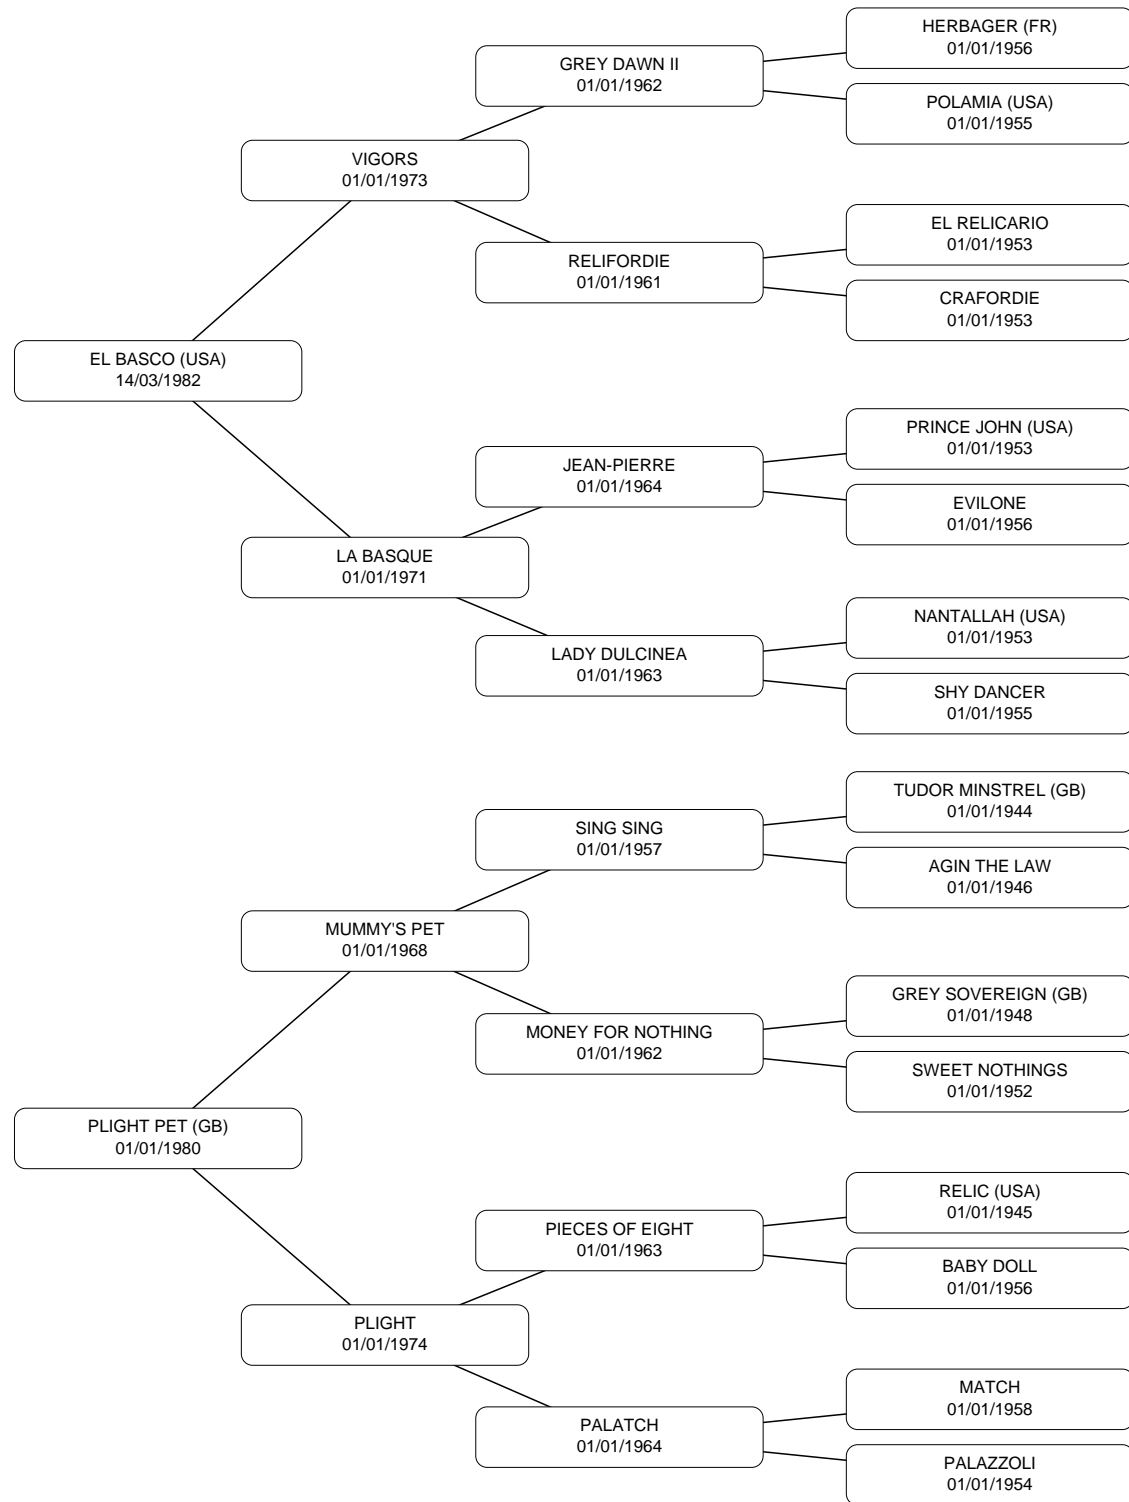 HERBAGER (FR)
01/01/1956
GREY DAWN II
01/01/1962
POLAMIA (USA)
01/01/1955
VIGORS
01/01/1973
EL RELICARIO
01/01/1953
RELIFORDIE
01/01/1961
CRAFORDIE
01/01/1953
EL BASCO (USA)
14/03/1982
PRINCE JOHN (USA)
01/01/1953
JEAN-PIERRE
01/01/1964
EVILONE
01/01/1956
LA BASQUE
01/01/1971
NANTALLAH (USA)
01/01/1953
LADY DULCINEA
01/01/1963
SHY DANCER
01/01/1955
TUDOR MINSTREL (GB)
01/01/1944
SING SING
01/01/1957
AGIN THE LAW
01/01/1946
MUMMY'S PET
01/01/1968
GREY SOVEREIGN (GB)
01/01/1948
MONEY FOR NOTHING
01/01/1962
SWEET NOTHINGS
01/01/1952
PLIGHT PET (GB)
01/01/1980
RELIC (USA)
01/01/1945
PIECES OF EIGHT
01/01/1963
BABY DOLL
01/01/1956
PLIGHT
01/01/1974
MATCH
01/01/1958
PALATCH
01/01/1964
PALAZZOLI
01/01/1954